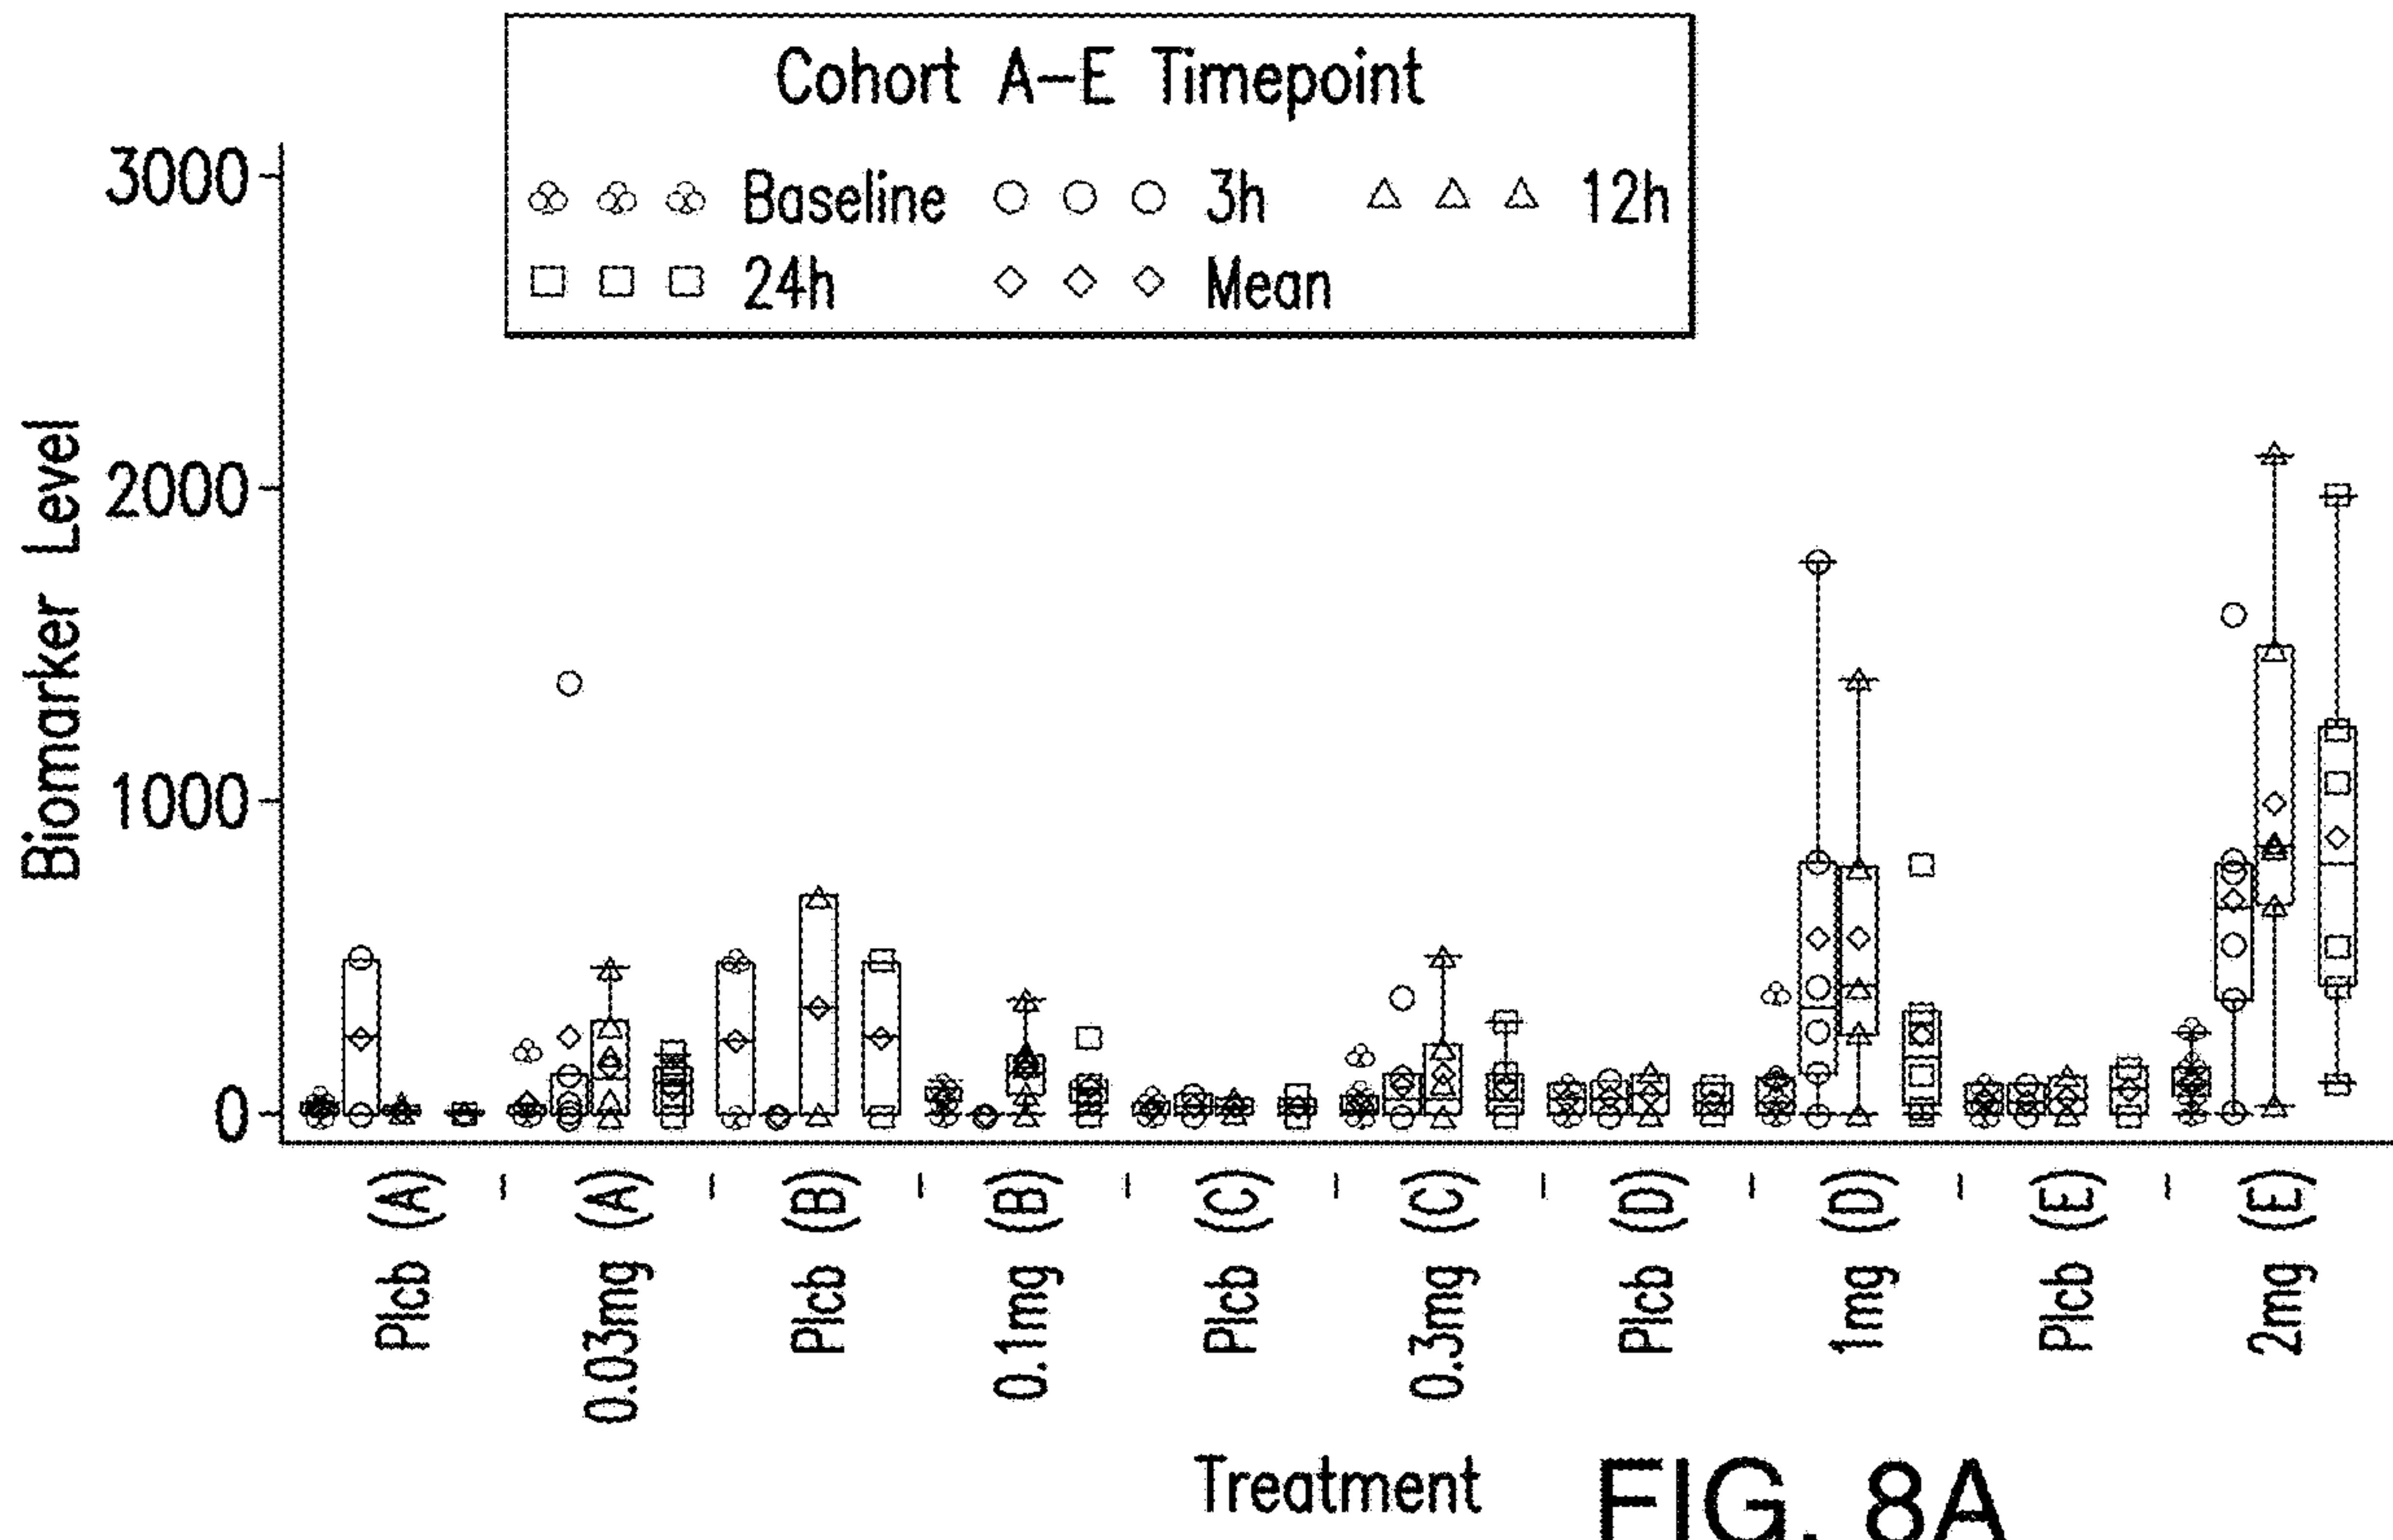 Cohort A–E Timepoint
Baseline 3h 12h
24h Mean
Biomarker Level
3000
2000
1000
0
Plcb (A)
0.03mg (A)
Plcb (B)
0.1mg (B)
Plcb (C)
0.3mg (C)
Plcb (D)
1mg (D)
Plcb (E)
2mg (E)
Treatment
FIG. 8A